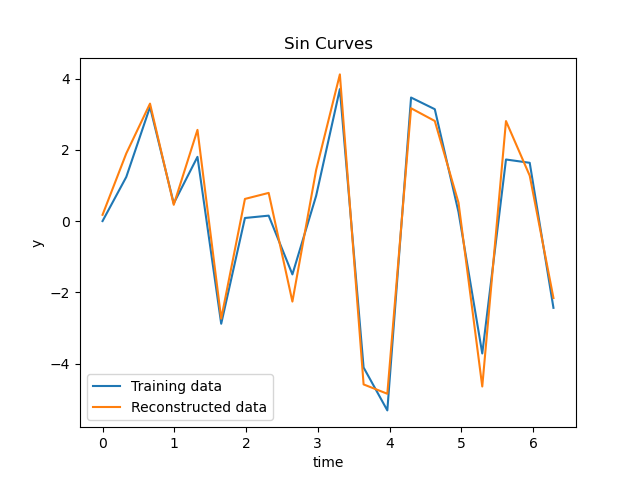 Sin Curves
y
4
2
0
−2
−4
Training data
Reconstructed data
0 1 2 3 4 5 6
time